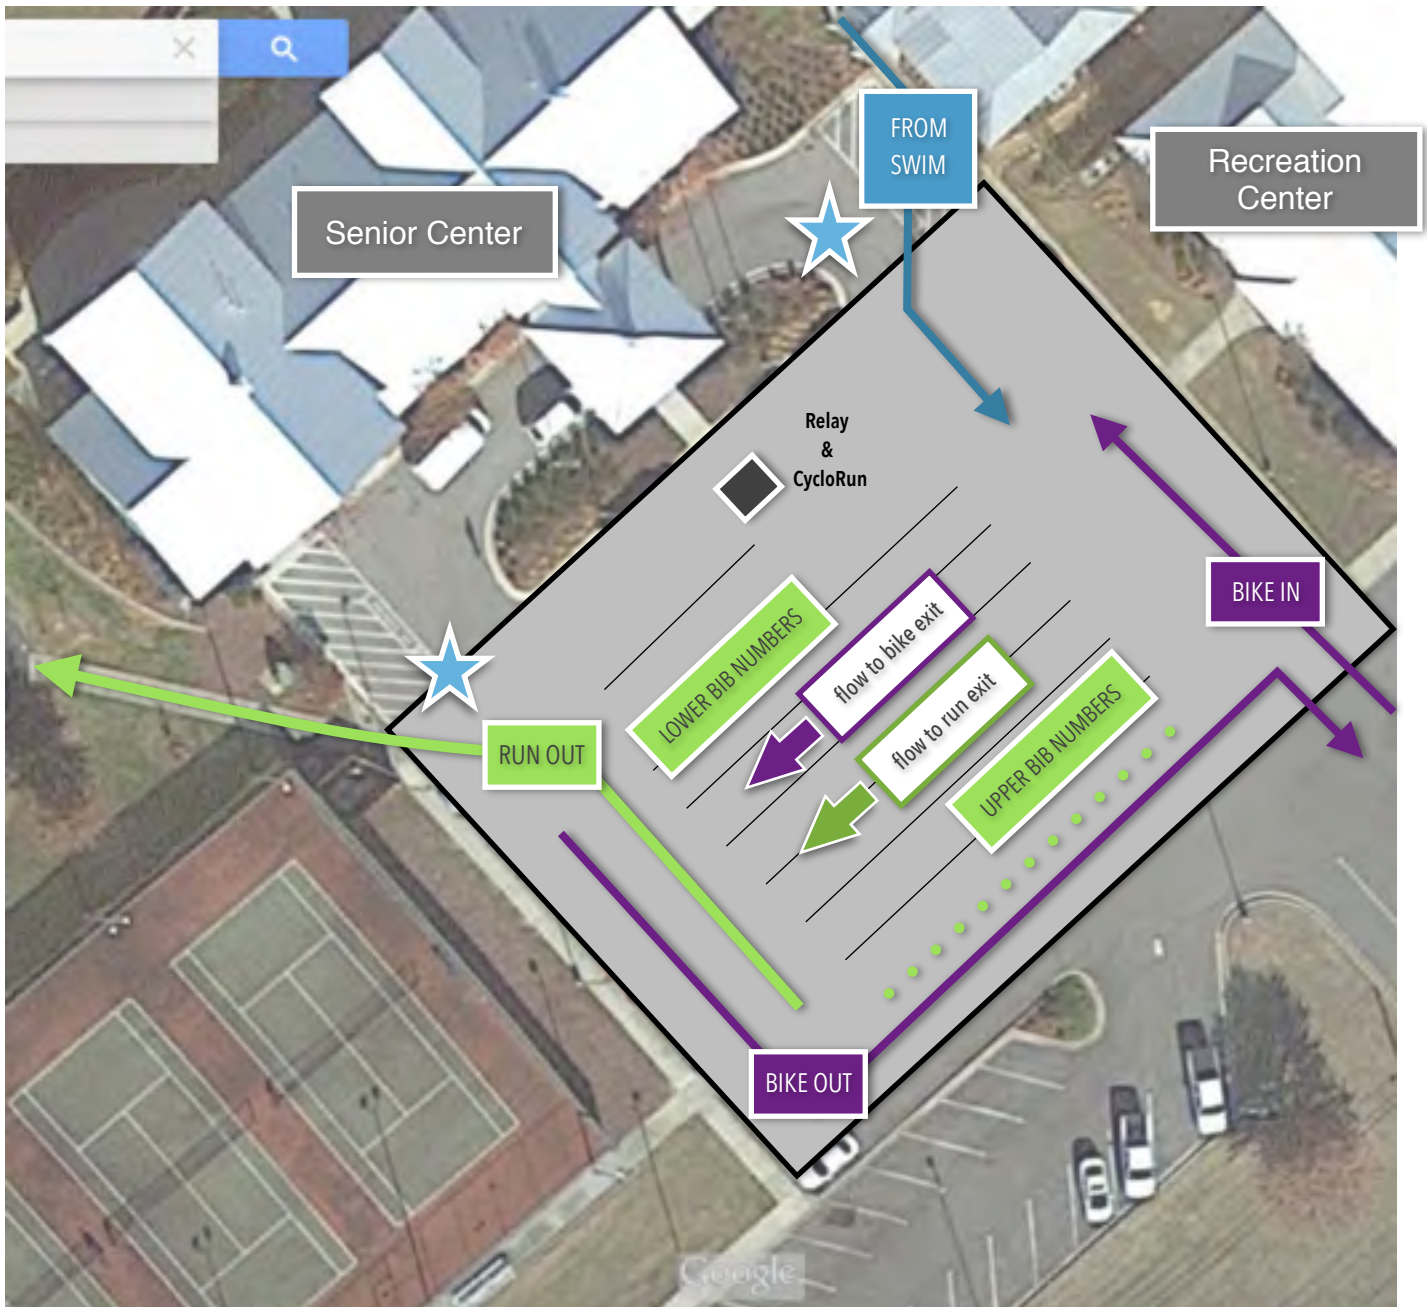 FROM
SWIM
Recreation
Center
Senior Center
Relay
&
CycloRun
BIKE IN
LOWER BIB NUMBERS
flow to bike exit
flow to run exit
UPPER BIB NUMBERS
RUN OUT
BIKE OUT
Google